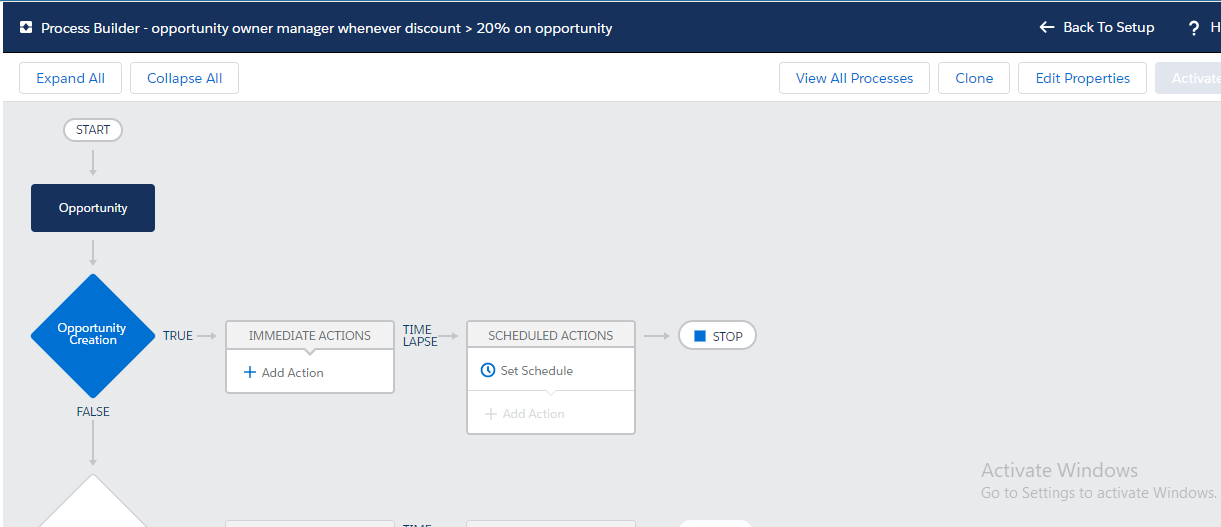 Process Builder - opportunity owner manager whenever discount > 20% on opportunity
Back To Setup
? H
Expand All
Collapse All
View All Processes
Clone
Edit Properties
Activate
START
Opportunity
Opportunity
Creation
TRUE
IMMEDIATE ACTIONS
+ Add Action
TIME
LAPSE
SCHEDULED ACTIONS
Set Schedule
+ Add Action
STOP
FALSE
Activate Windows
Go to Settings to activate Windows.
TIME